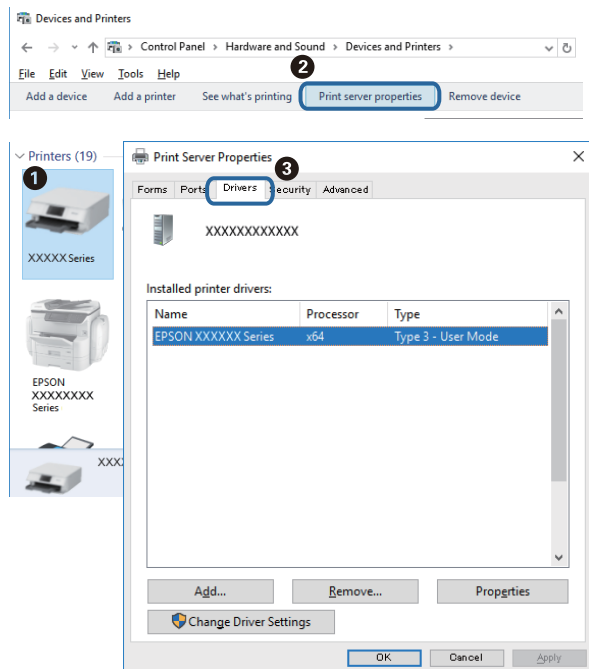 Devices and Printers
Control Panel > Hardware and Sound > Devices and Printers >
2
File Edit View Tools Help
Add a device Add a printer See what's printing Print server properties Remove device
Printers (19)
Print Server Properties
1
3
Forms Ports Drivers Security Advanced
XXXXXXXXXXXX
XXXXX Series
Installed printer drivers:
Name Processor Type
EPSON XXXXXX Series x64 Type 3 - User Mode
EPSON
XXXXXXXX
Series
XXX
Add... Remove... Properties
Change Driver Settings
OK Cancel Apply